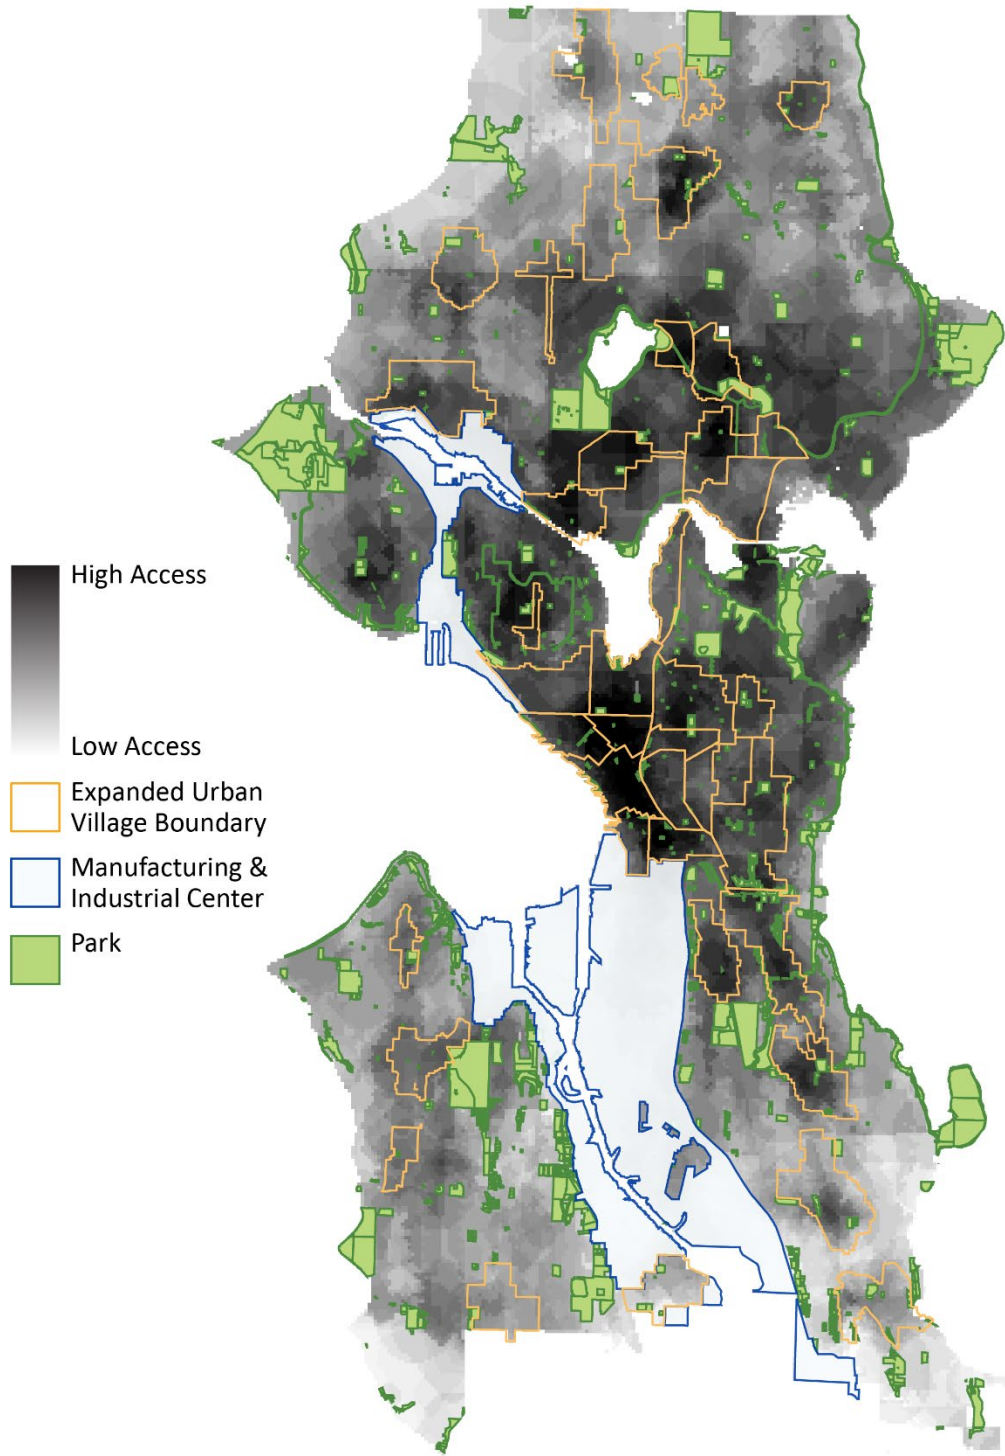 High Access
Low Access
Expanded Urban
Village Boundary
Manufacturing &
Industrial Center
Park